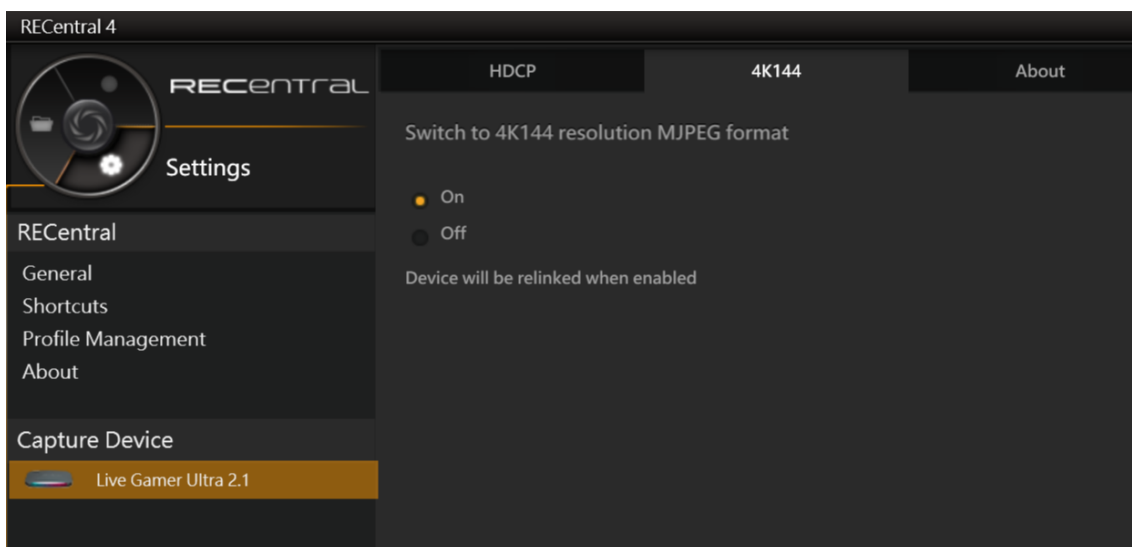 RECentral 4
RECentral
Settings
RECentral
General
Shortcuts
Profile Management
About
Capture Device
Live Gamer Ultra 2.1
HDCP 4K144 About
Switch to 4K144 resolution MJPEG format
On
Off
Device will be relinked when enabled